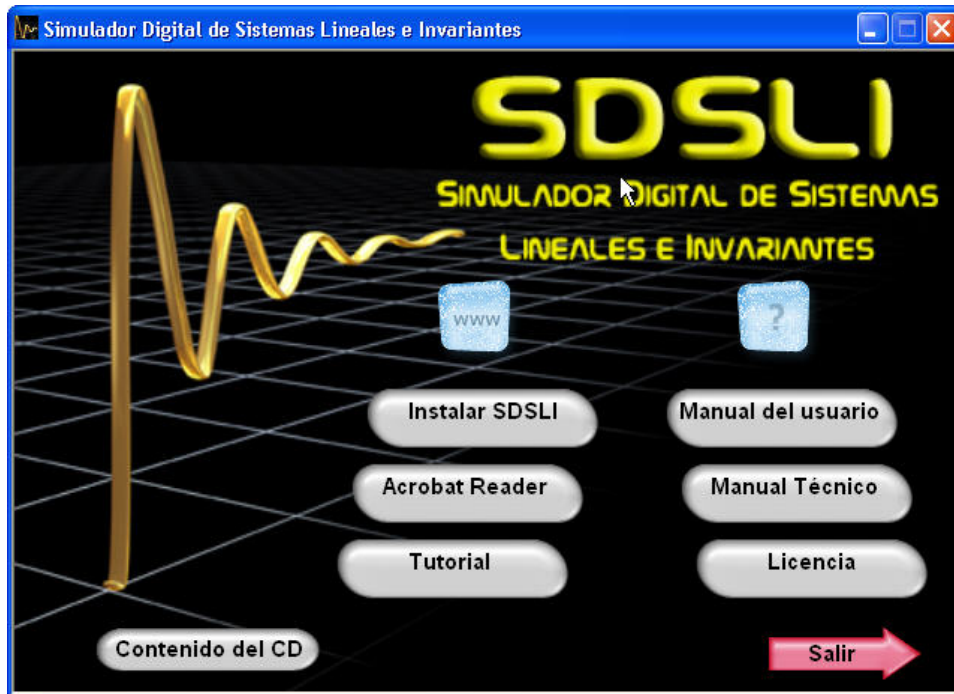 Simulador Digital de Sistemas Lineales e Invariantes
SDSLI
SIMULADOR DIGITAL DE SISTEMAS
LINEALES E INVARIANTES
www
?
Instalar SDSLI
Manual del usuario
Acrobat Reader
Manual Técnico
Tutorial
Licencia
Contenido del CD
Salir